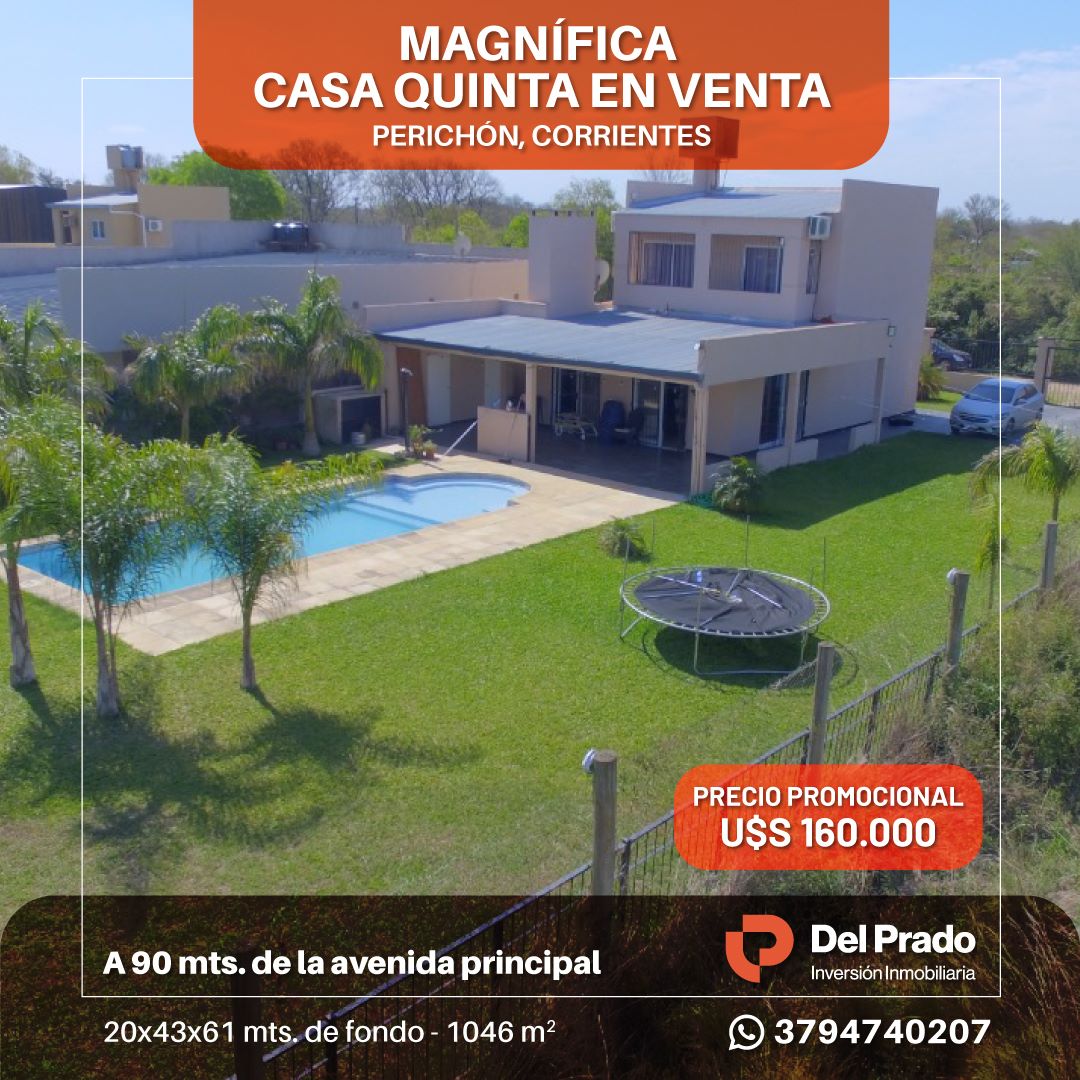 MAGNÍFICA
CASA QUINTA EN VENTA
PERICHÓN, CORRIENTES
PRECIO PROMOCIONAL
U$S 160.000
A 90 mts. de la avenida principal
Del Prado
Inversión Inmobiliaria
20x43x61 mts. de fondo - 1046 m²
3794740207